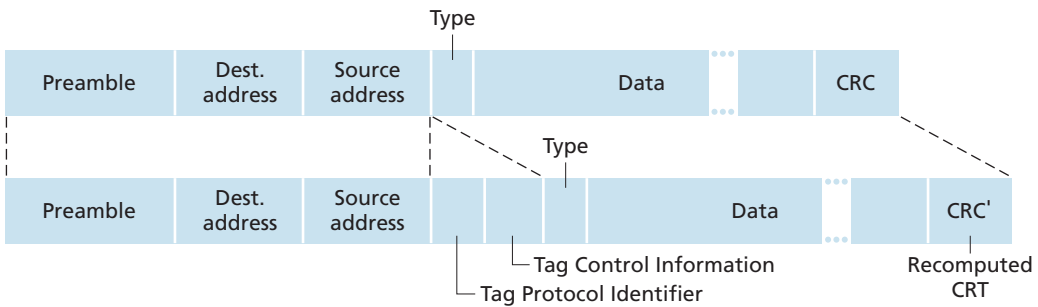 Type
Preamble
Dest.
address
Source
address
Data
CRC
Type
Preamble
Dest.
address
Source
address
Data
CRC'
Tag Control Information
Tag Protocol Identifier
Recomputed
CRT